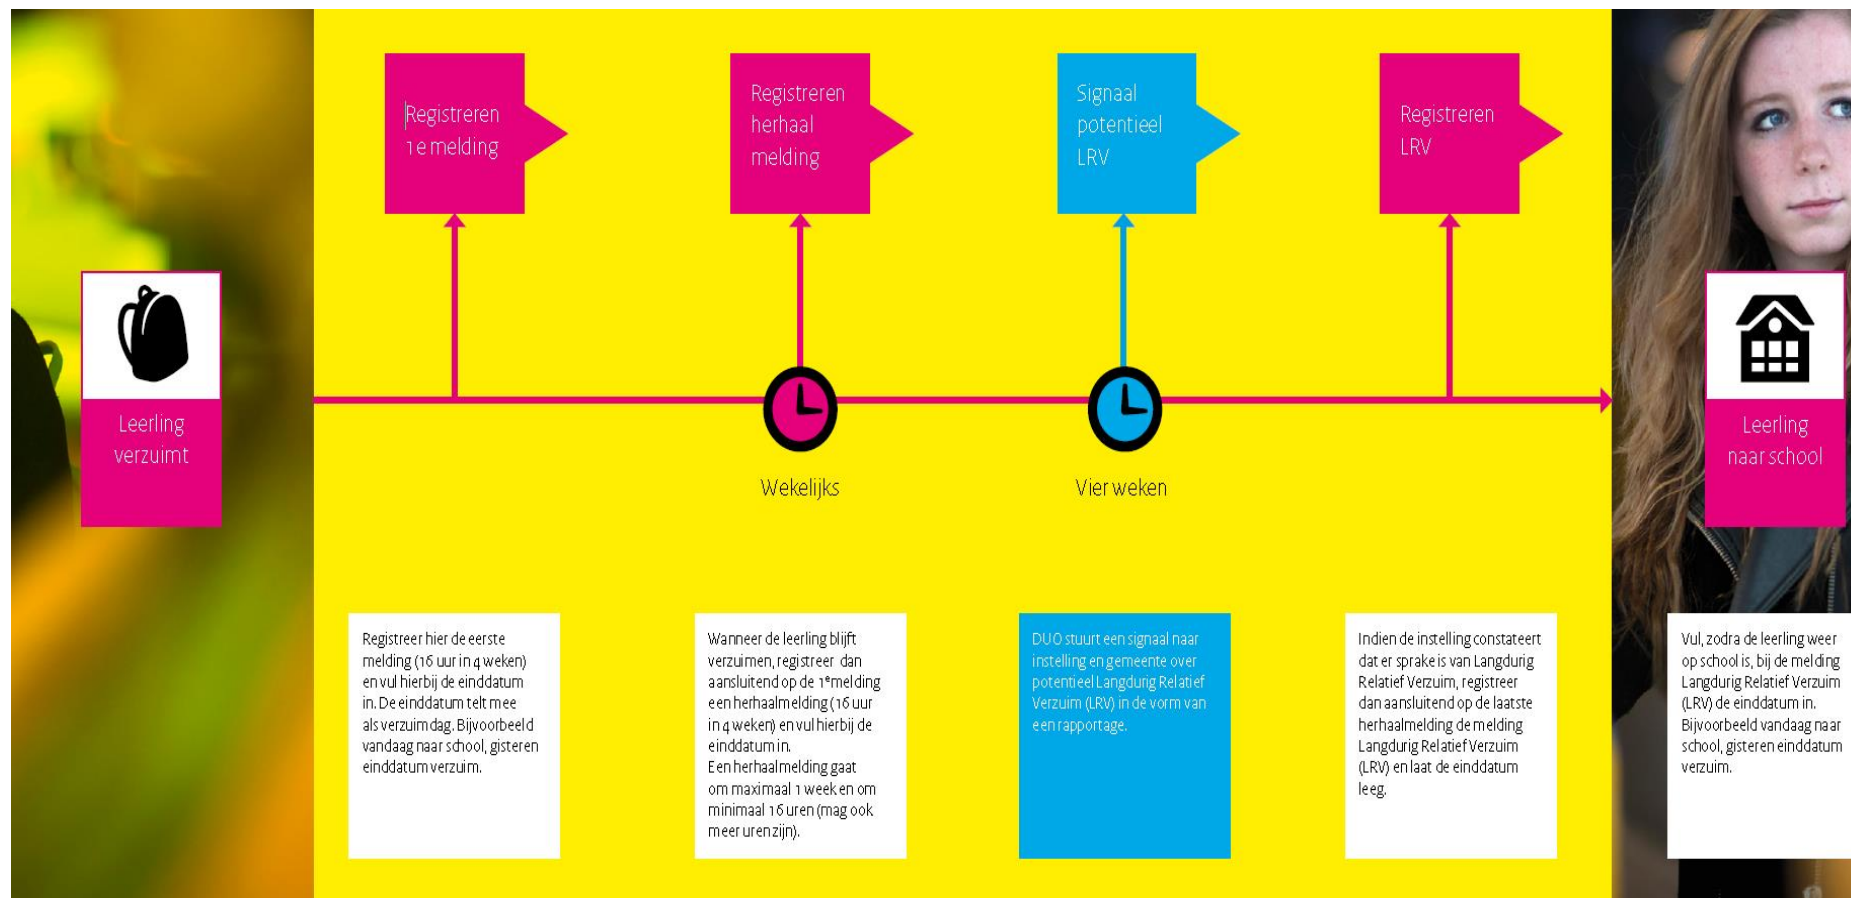 Registreren
1e melding
Registreren
herhaal
melding
Signaal
potentieel
LRV
Registreren
LRV
Leerling
verzuimt
Leerling
naar school
Wekelijks
Vier weken
Registreer hier de eerste
melding (16 uur in 4 weken)
en vul hierbij de einddatum
in. De einddatum telt mee
als verzuimdag. Bijvoorbeeld
vandaag naar school, gisteren
einddatum verzuim.
Wanneer de leerling blijft
verzuimen, registreer dan
aansluitend op de 1e melding
een herhaalmelding (16 uur
in 4 weken) en vul hierbij de
einddatum in.
Een herhaalmelding gaat
om maximaal 1 week en om
minimaal 16 uren (mag ook
meer uren zijn).
DUO stuurt een signaal naar
instelling en gemeente over
potentieel Langdurig Relatief
Verzuim (LRV) in de vorm van
een rapportage.
Indien de instelling constateert
dat er sprake is van Langdurig
Relatief Verzuim, registreer
dan aansluitend op de laatste
herhaalmelding de melding
Langdurig Relatief Verzuim
(LRV) en laat de einddatum
leeg.
Vul, zodra de leerling weer
op school is, bij de melding
Langdurig Relatief Verzuim
(LRV) de einddatum in.
Bijvoorbeeld vandaag naar
school, gisteren einddatum
verzuim.